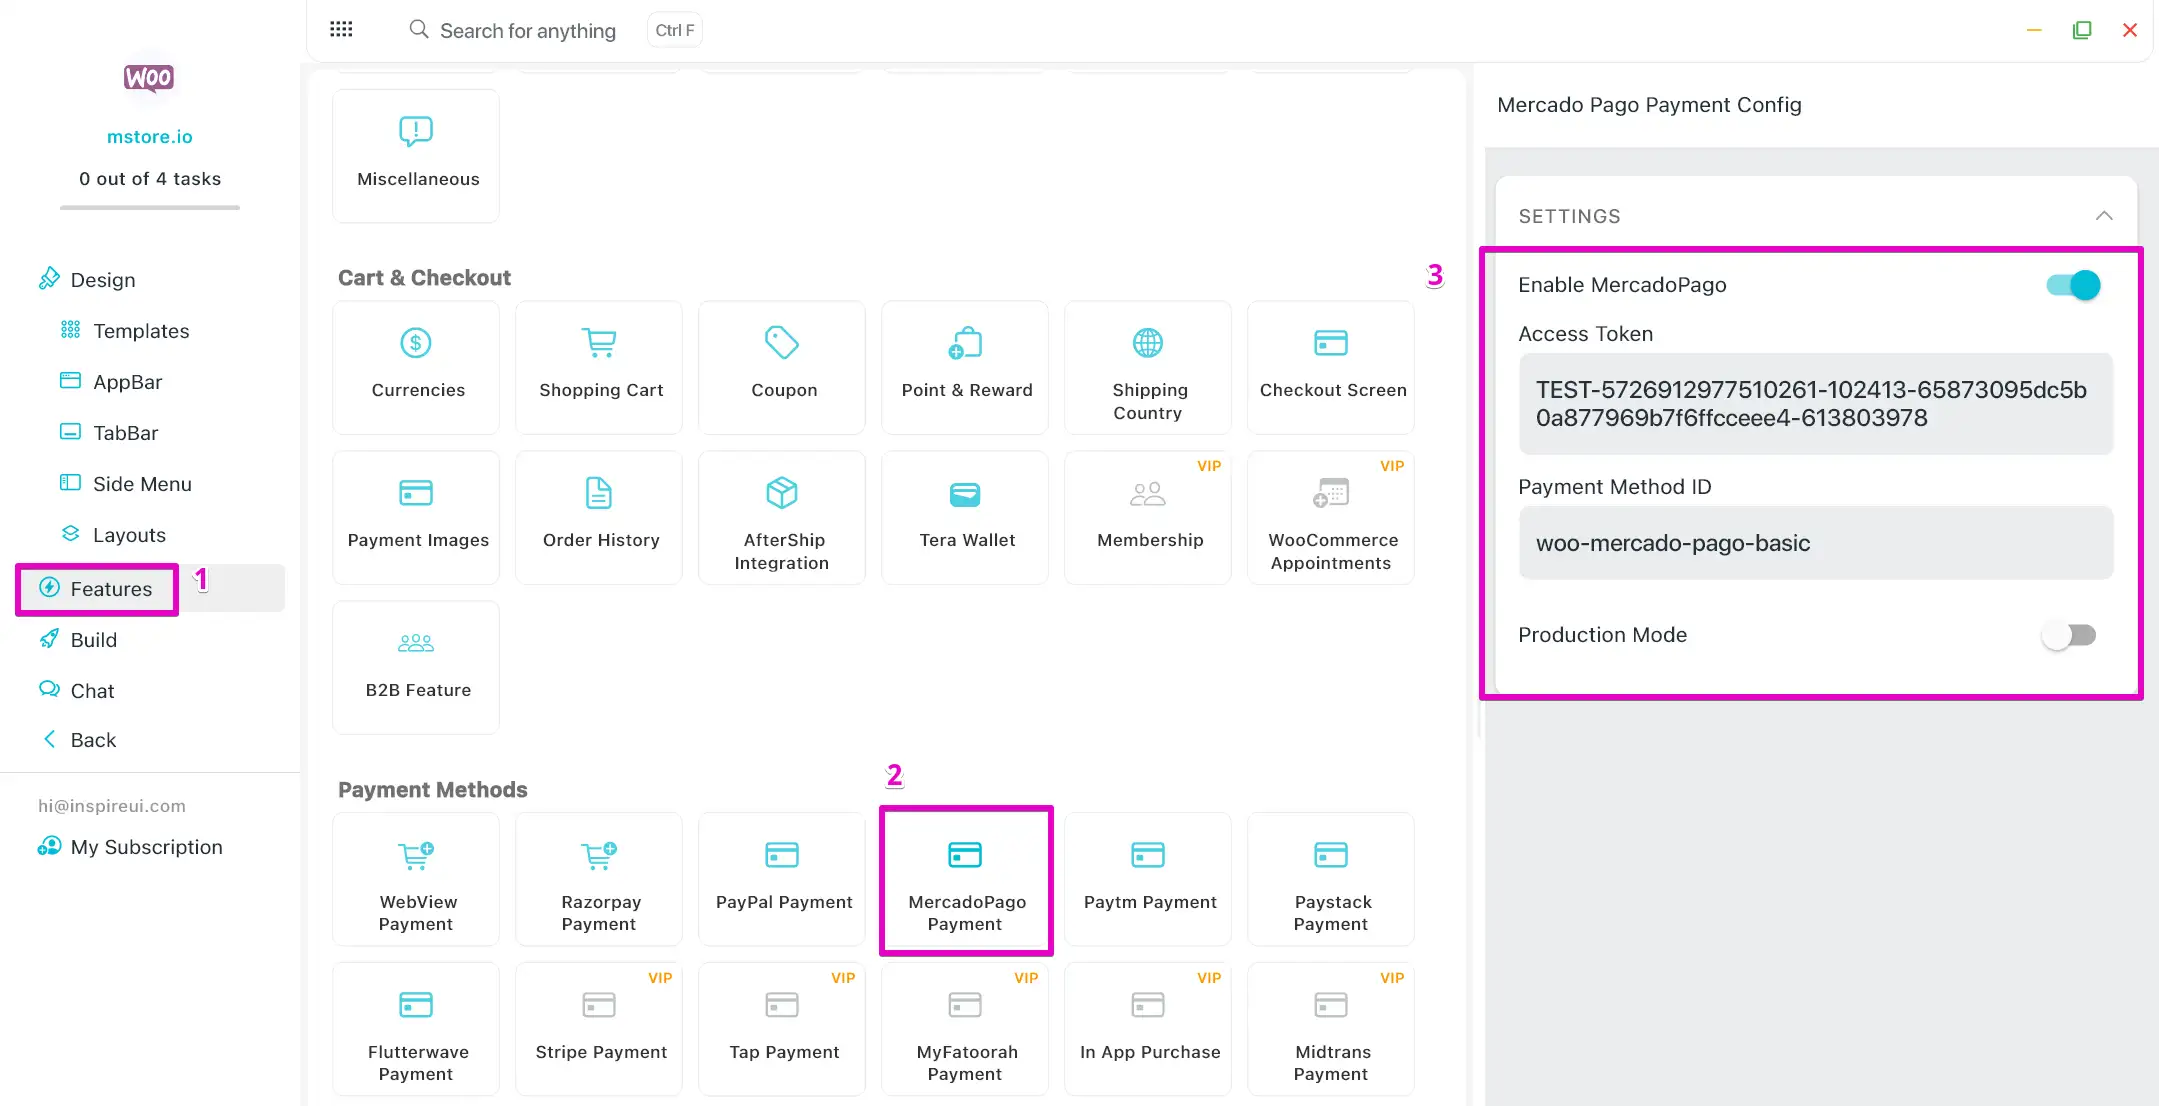 Search for anything
Ctrl F
WOO
mstore.io
0 out of 4 tasks
Design
Templates
AppBar
TabBar
Side Menu
Layouts
Features
1
Build
Chat
Back
hi@inspireui.com
My Subscription
Miscellaneous
Cart & Checkout
Currencies
Shopping Cart
Coupon
Point & Reward
Shipping
Country
Checkout Screen
Payment Images
Order History
AfterShip
Integration
Tera Wallet
VIP
Membership
VIP
WooCommerce
Appointments
B2B Feature
Payment Methods
2
WebView
Payment
Razorpay
Payment
PayPal Payment
MercadoPago
Payment
Paytm Payment
Paystack
Payment
Flutterwave
Payment
VIP
Stripe Payment
VIP
Tap Payment
VIP
MyFatoorah
Payment
VIP
In App Purchase
VIP
Midtrans
Payment
Mercado Pago Payment Config
SETTINGS
3
Enable MercadoPago
Access Token
TEST-5726912977510261-102413-65873095dc5b
0a877969b7f6ffcceee4-613803978
Payment Method ID
woo-mercado-pago-basic
Production Mode